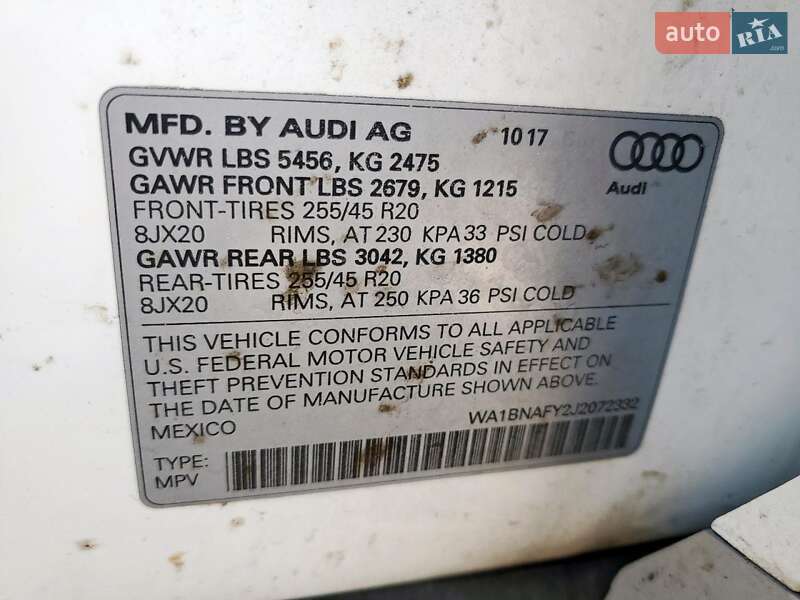 auto RIA.com
MFD. BY AUDI AG 10 17
GVWR LBS 5456, KG 2475
GAWR FRONT LBS 2679, KG 1215
Audi
FRONT-TIRES 255/45 R20
8JX20 RIMS, AT 230 KPA 33 PSI COLD
GAWR REAR LBS 3042, KG 1380
REAR-TIRES 255/45 R20
8JX20 RIMS, AT 250 KPA 36 PSI COLD
THIS VEHICLE CONFORMS TO ALL APPLICABLE
U.S. FEDERAL MOTOR VEHICLE SAFETY AND
THEFT PREVENTION STANDARDS IN EFFECT ON
THE DATE OF MANUFACTURE SHOWN ABOVE.
MEXICO WA1BNAFY2J2072332
TYPE:
MPV